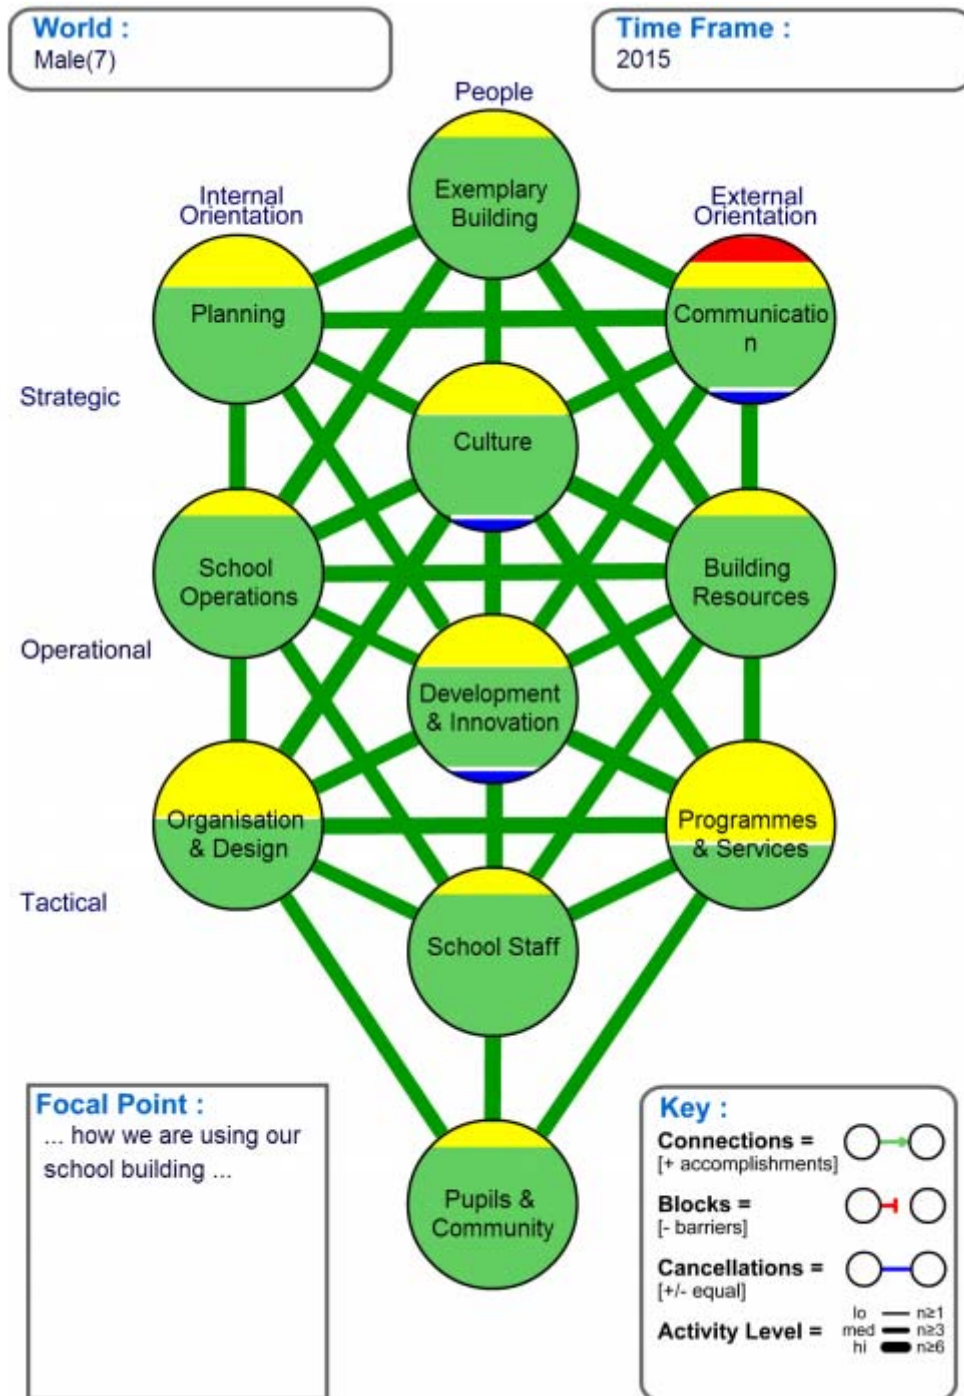 World :
Male(7)
Time Frame :
2015
People
Internal
Orientation
External
Orientation
Exemplary
Building
Planning
Communicatio
n
Strategic
Culture
School
Operations
Building
Resources
Operational
Development
& Innovation
Organisation
& Design
Programmes
& Services
Tactical
School Staff
Pupils &
Community
Focal Point :
... how we are using our
school building ...
Key :
Connections =
[+ accomplishments]
Blocks =
[- barriers]
Cancellations =
[+/- equal]
Activity Level =
lo n≥1
med n≥3
hi n≥6